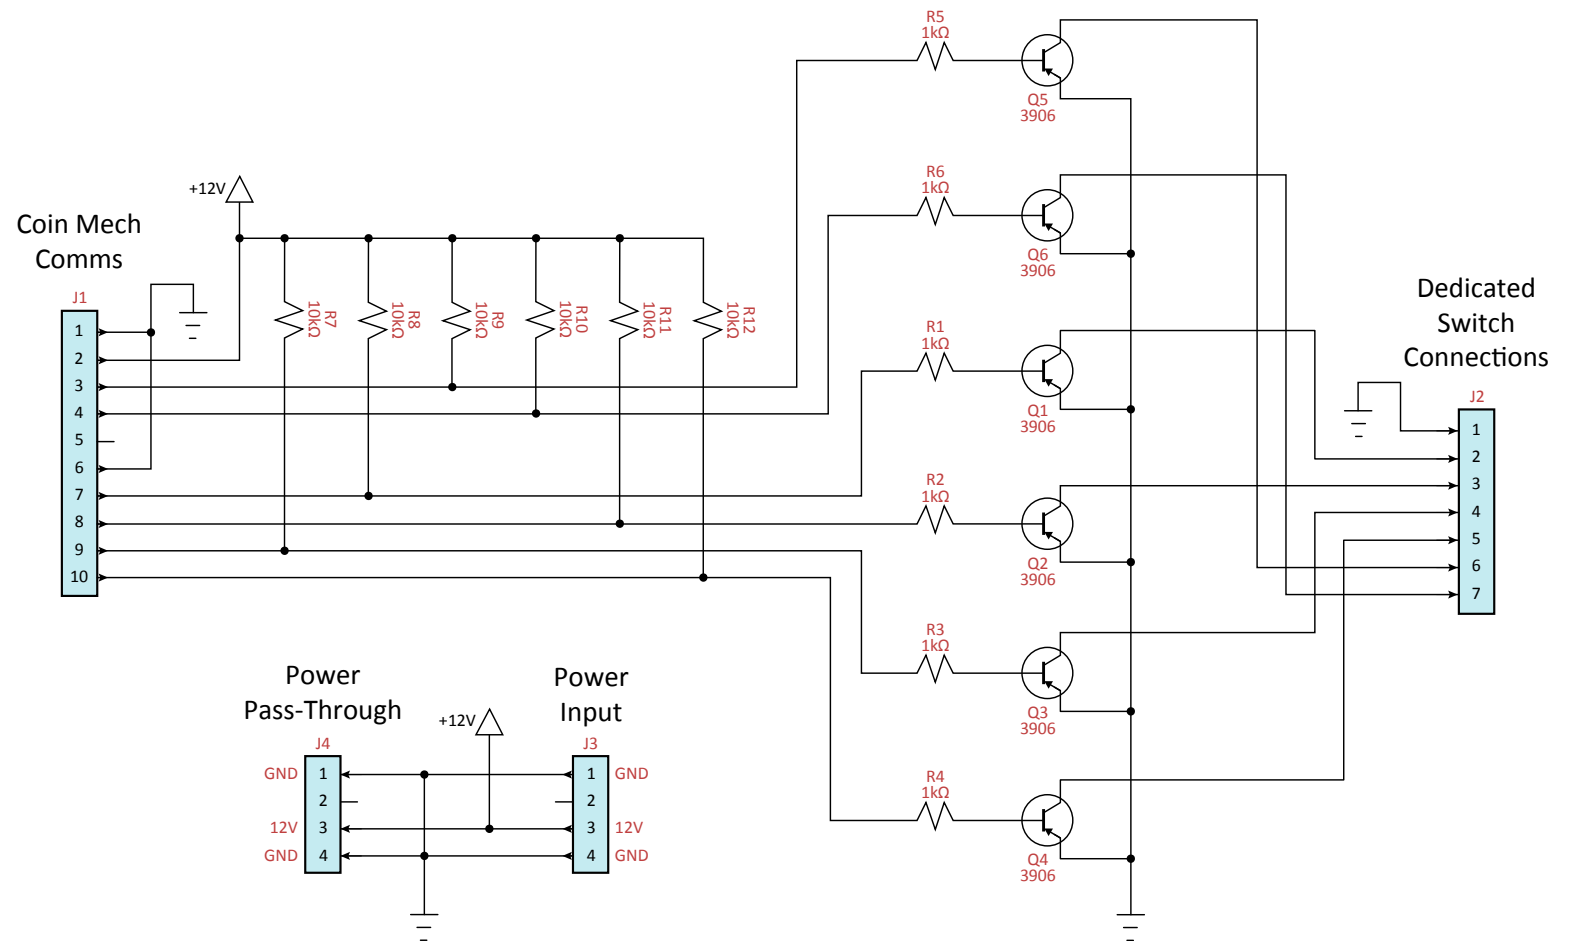 R5
1kΩ
Q5
3906
+12V
R6
1kΩ
Q6
3906
Coin Mech
Comms
J1
1
2
3
4
5
6
7
8
9
10
R7
10kΩ
R8
10kΩ
R9
10kΩ
R10
10kΩ
R11
10kΩ
R12
10kΩ
R1
1kΩ
Q1
3906
R2
1kΩ
Q2
3906
R3
1kΩ
Q3
3906
R4
1kΩ
Q4
3906
Dedicated
Switch
Connections
J2
1
2
3
4
5
6
7
Power
Pass-Through
J4
GND 1
2
12V 3
GND 4
+12V
Power
Input
J3
1 GND
2
3 12V
4 GND